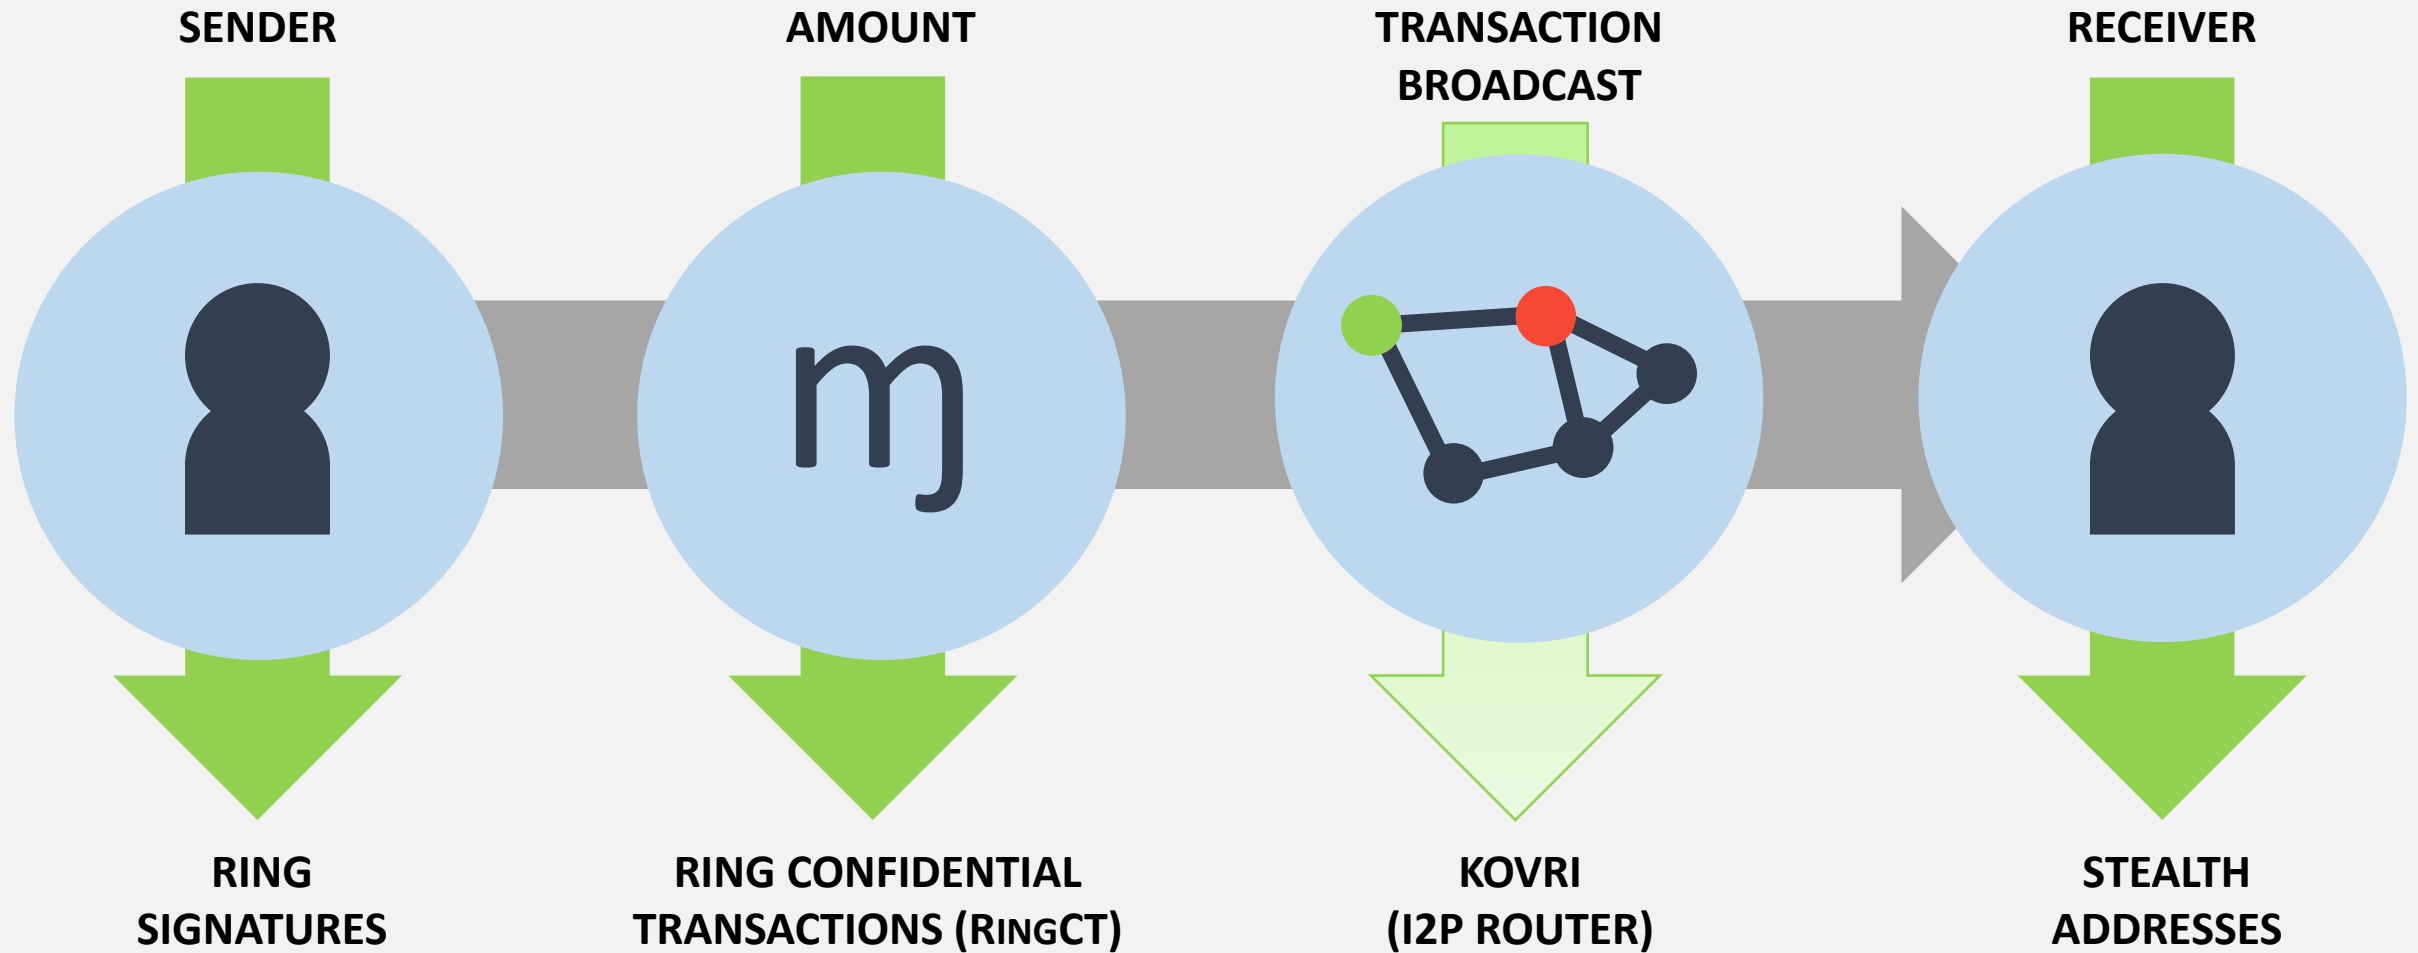 SENDER
AMOUNT
TRANSACTION
BROADCAST
RECEIVER
ɱ
RING
SIGNATURES
RING CONFIDENTIAL
TRANSACTIONS (RINGCT)
KOVRI
(I2P ROUTER)
STEALTH
ADDRESSES